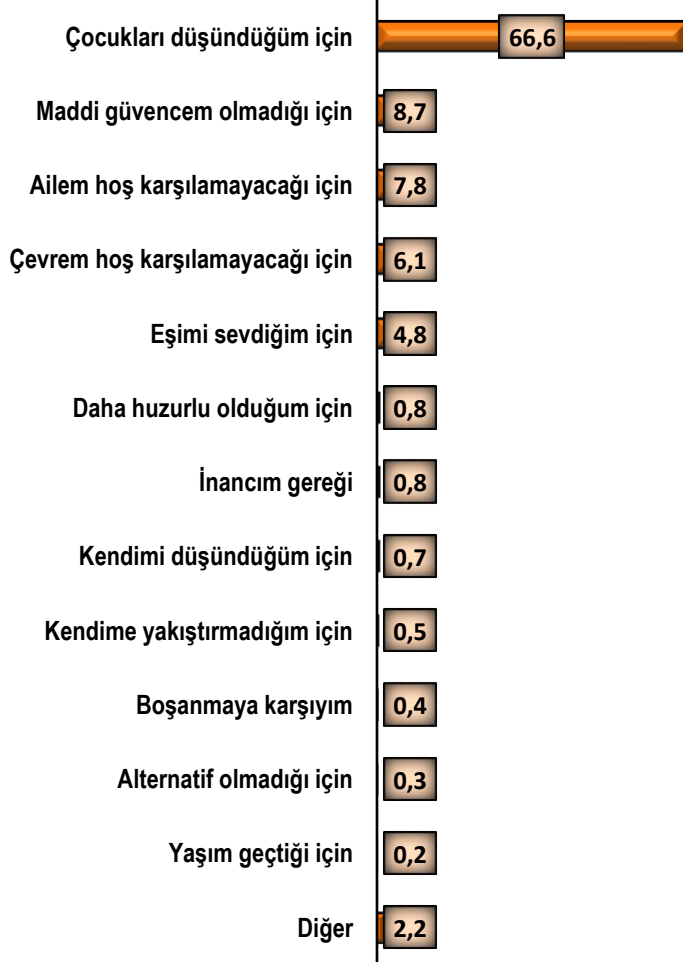 Çocukları düşündüğüm için 66,6
Maddi güvencem olmadığı için 8,7
Ailem hoş karşılamayacağı için 7,8
Çevrem hoş karşılamayacağı için 6,1
Eşimi sevdiğim için 4,8
Daha huzurlu olduğum için 0,8
İnancım gereği 0,8
Kendimi düşündüğüm için 0,7
Kendime yakıştırmadığım için 0,5
Boşanmaya karşıyım 0,4
Alternatif olmadığı için 0,3
Yaşım geçtiği için 0,2
Diğer 2,2